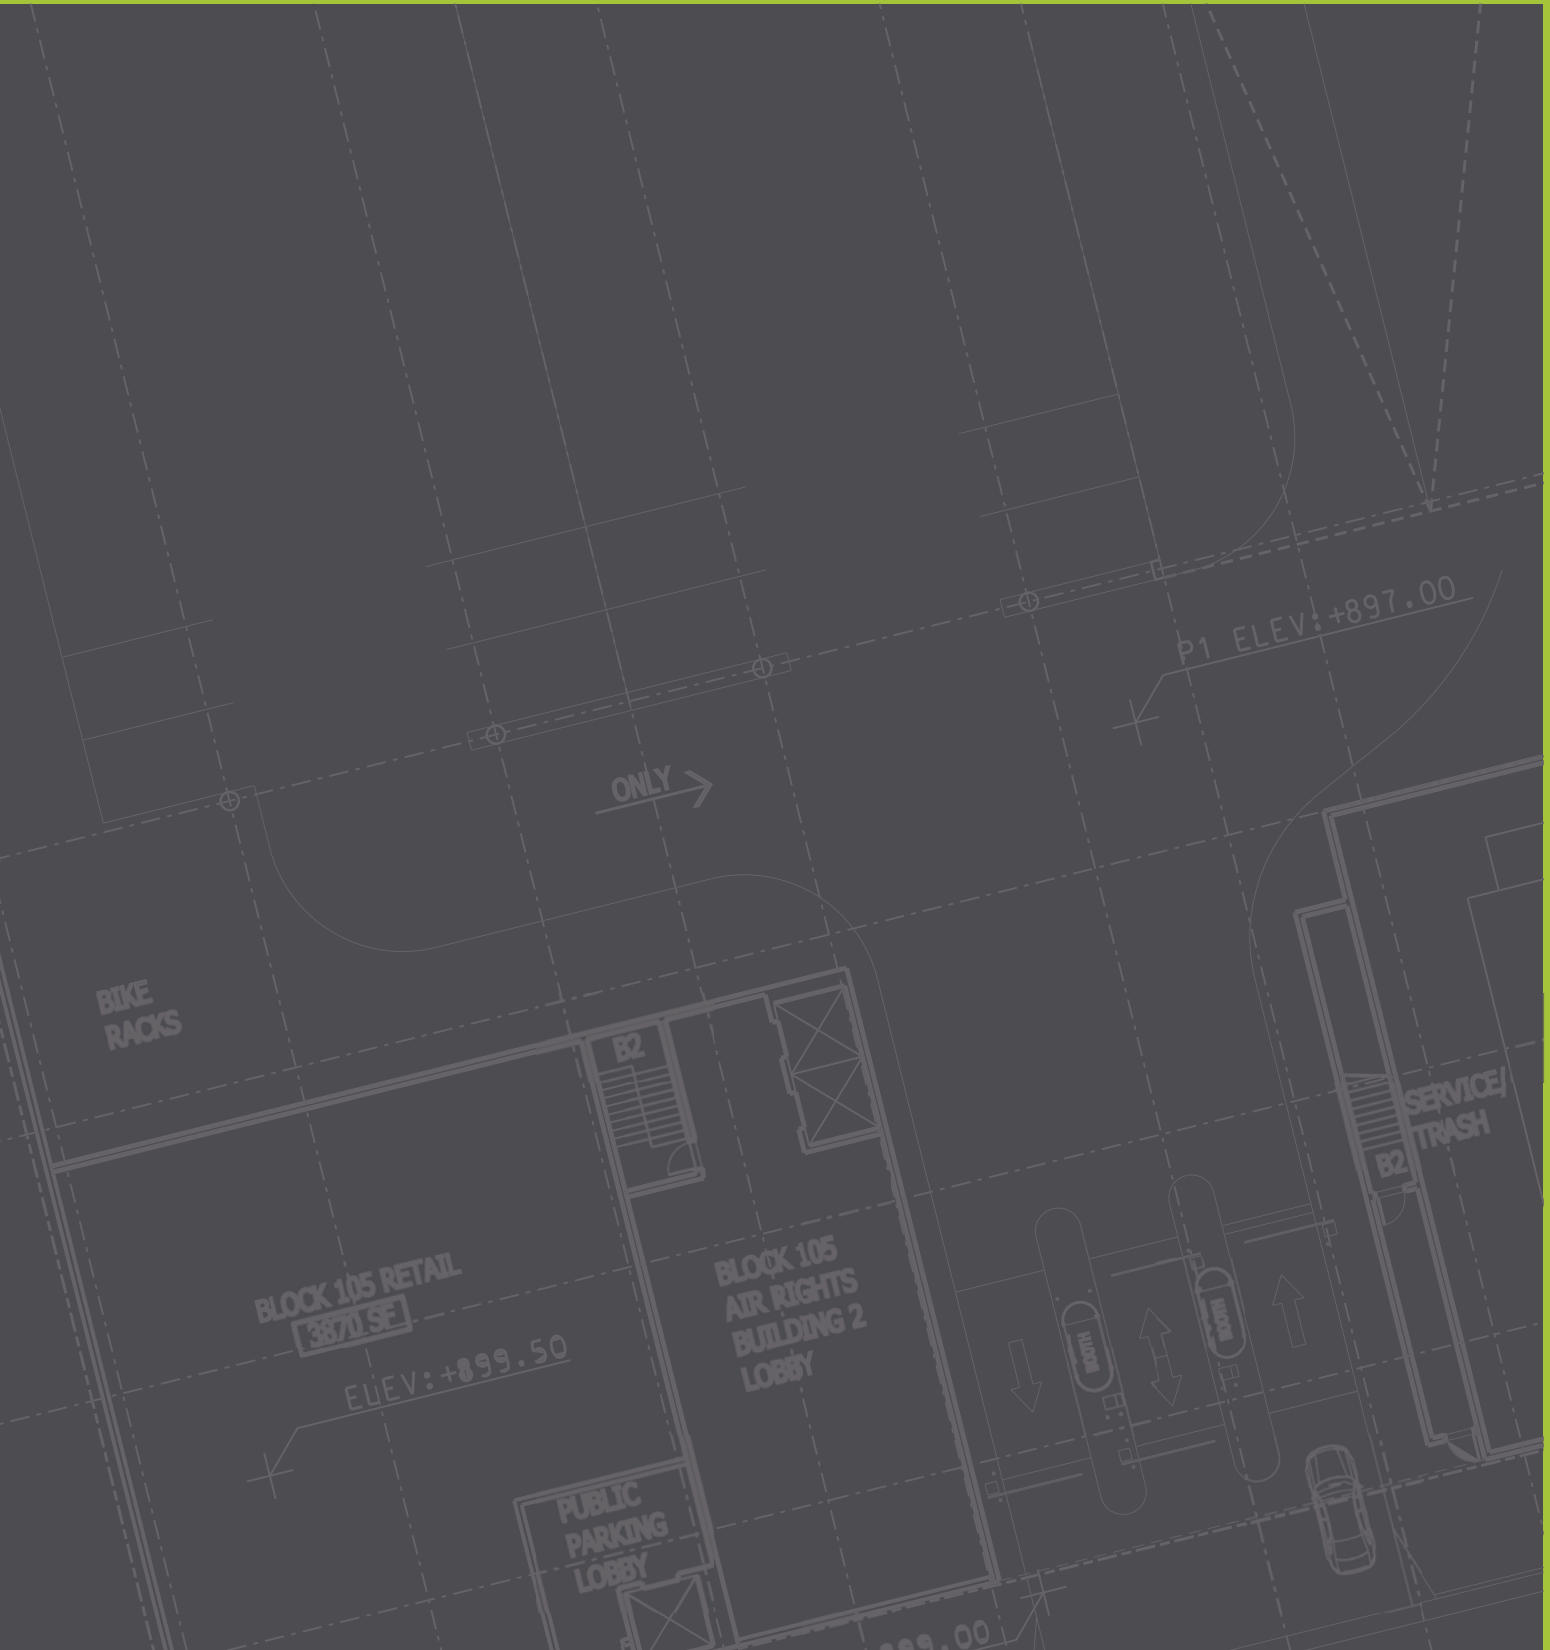 P1 ELEV:+897.00
ONLY
BIKE
RACKS
B2
SERVICE/
TRASH
B2
BLOCK 105 RETAIL
3870 SF
ELEV:+899.50
BLOCK 105
AIR RIGHTS
BUILDING 2
LOBBY
PUBLIC
PARKING
LOBBY